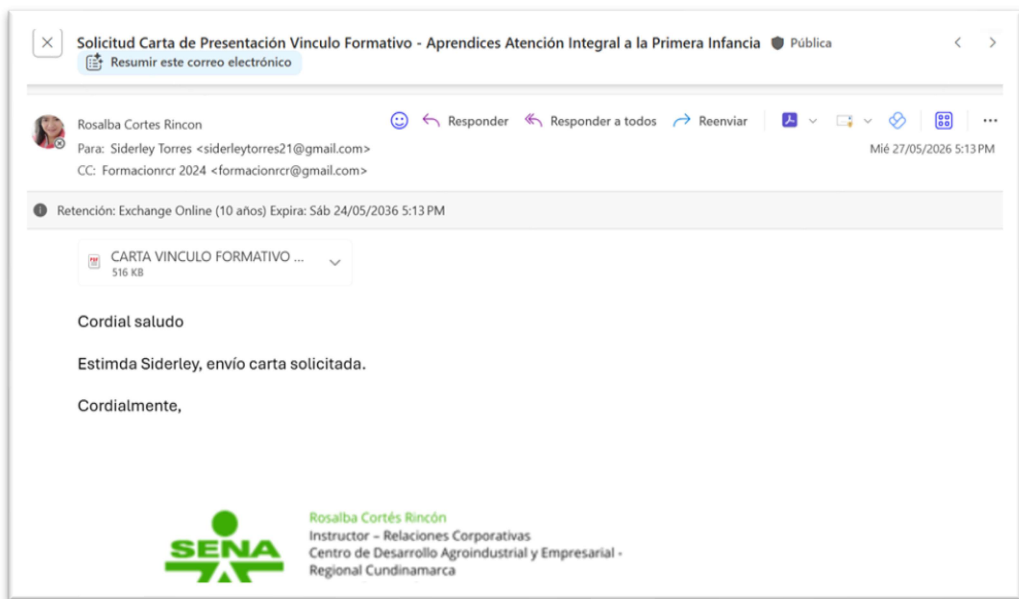 Solicitud Carta de Presentación Vinculo Formativo - Aprendices Atención Integral a la Primera Infancia Pública
Resumir este correo electrónico
Rosalba Cortes Rincon
Responder Responder a todos Reenviar
Para: Siderley Torres <siderleytorres21@gmail.com>
Mié 27/05/2026 5:13 PM
CC: Formacionrcr 2024 <formacionrcr@gmail.com>
Retención: Exchange Online (10 años) Expira: Sáb 24/05/2036 5:13 PM
CARTA VINCULO FORMATIVO ...
516 KB
Cordial saludo
Estimda Siderley, envío carta solicitada.
Cordialmente,
SENA
Rosalba Cortés Rincón
Instructor – Relaciones Corporativas
Centro de Desarrollo Agroindustrial y Empresarial -
Regional Cundinamarca